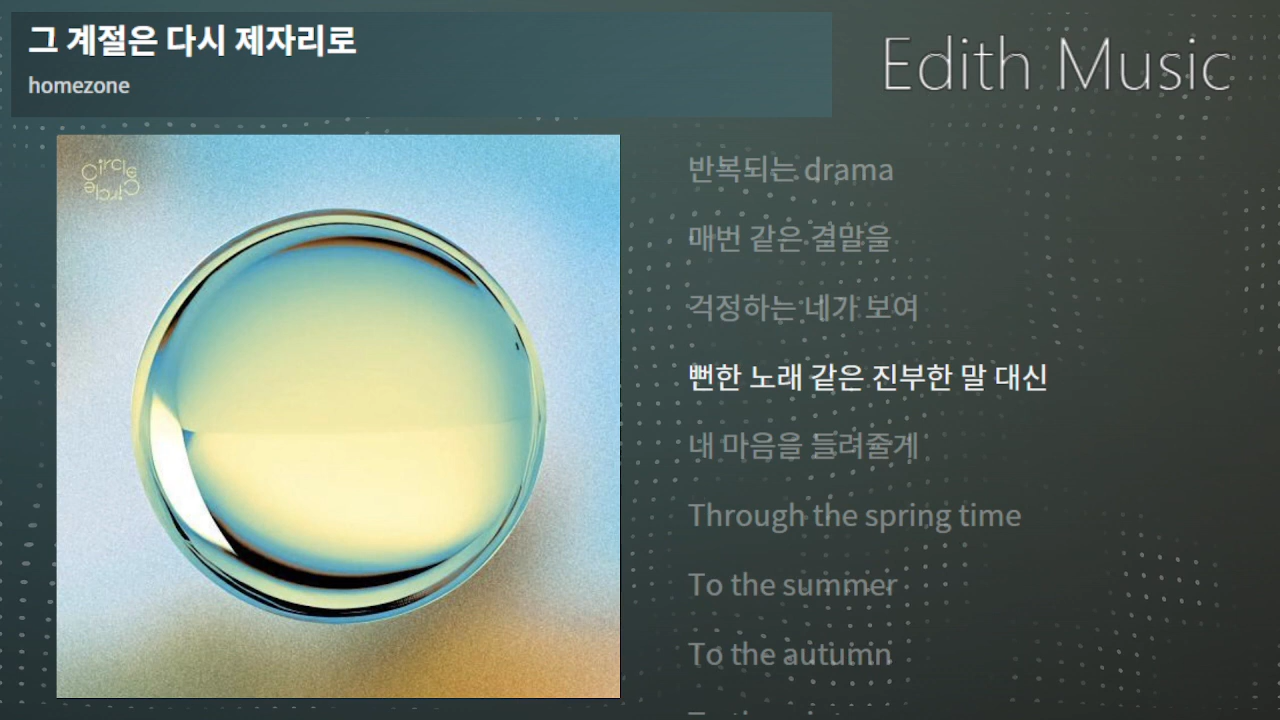 그 계절은 다시 제자리로
homezone
Edith Music
Circle
Circle
반복되는 drama
매번 같은 결말을
걱정하는 네가 보여
뻔한 노래 같은 진부한 말 대신
내 마음을 들려줄게
Through the spring time
To the summer
To the autumn